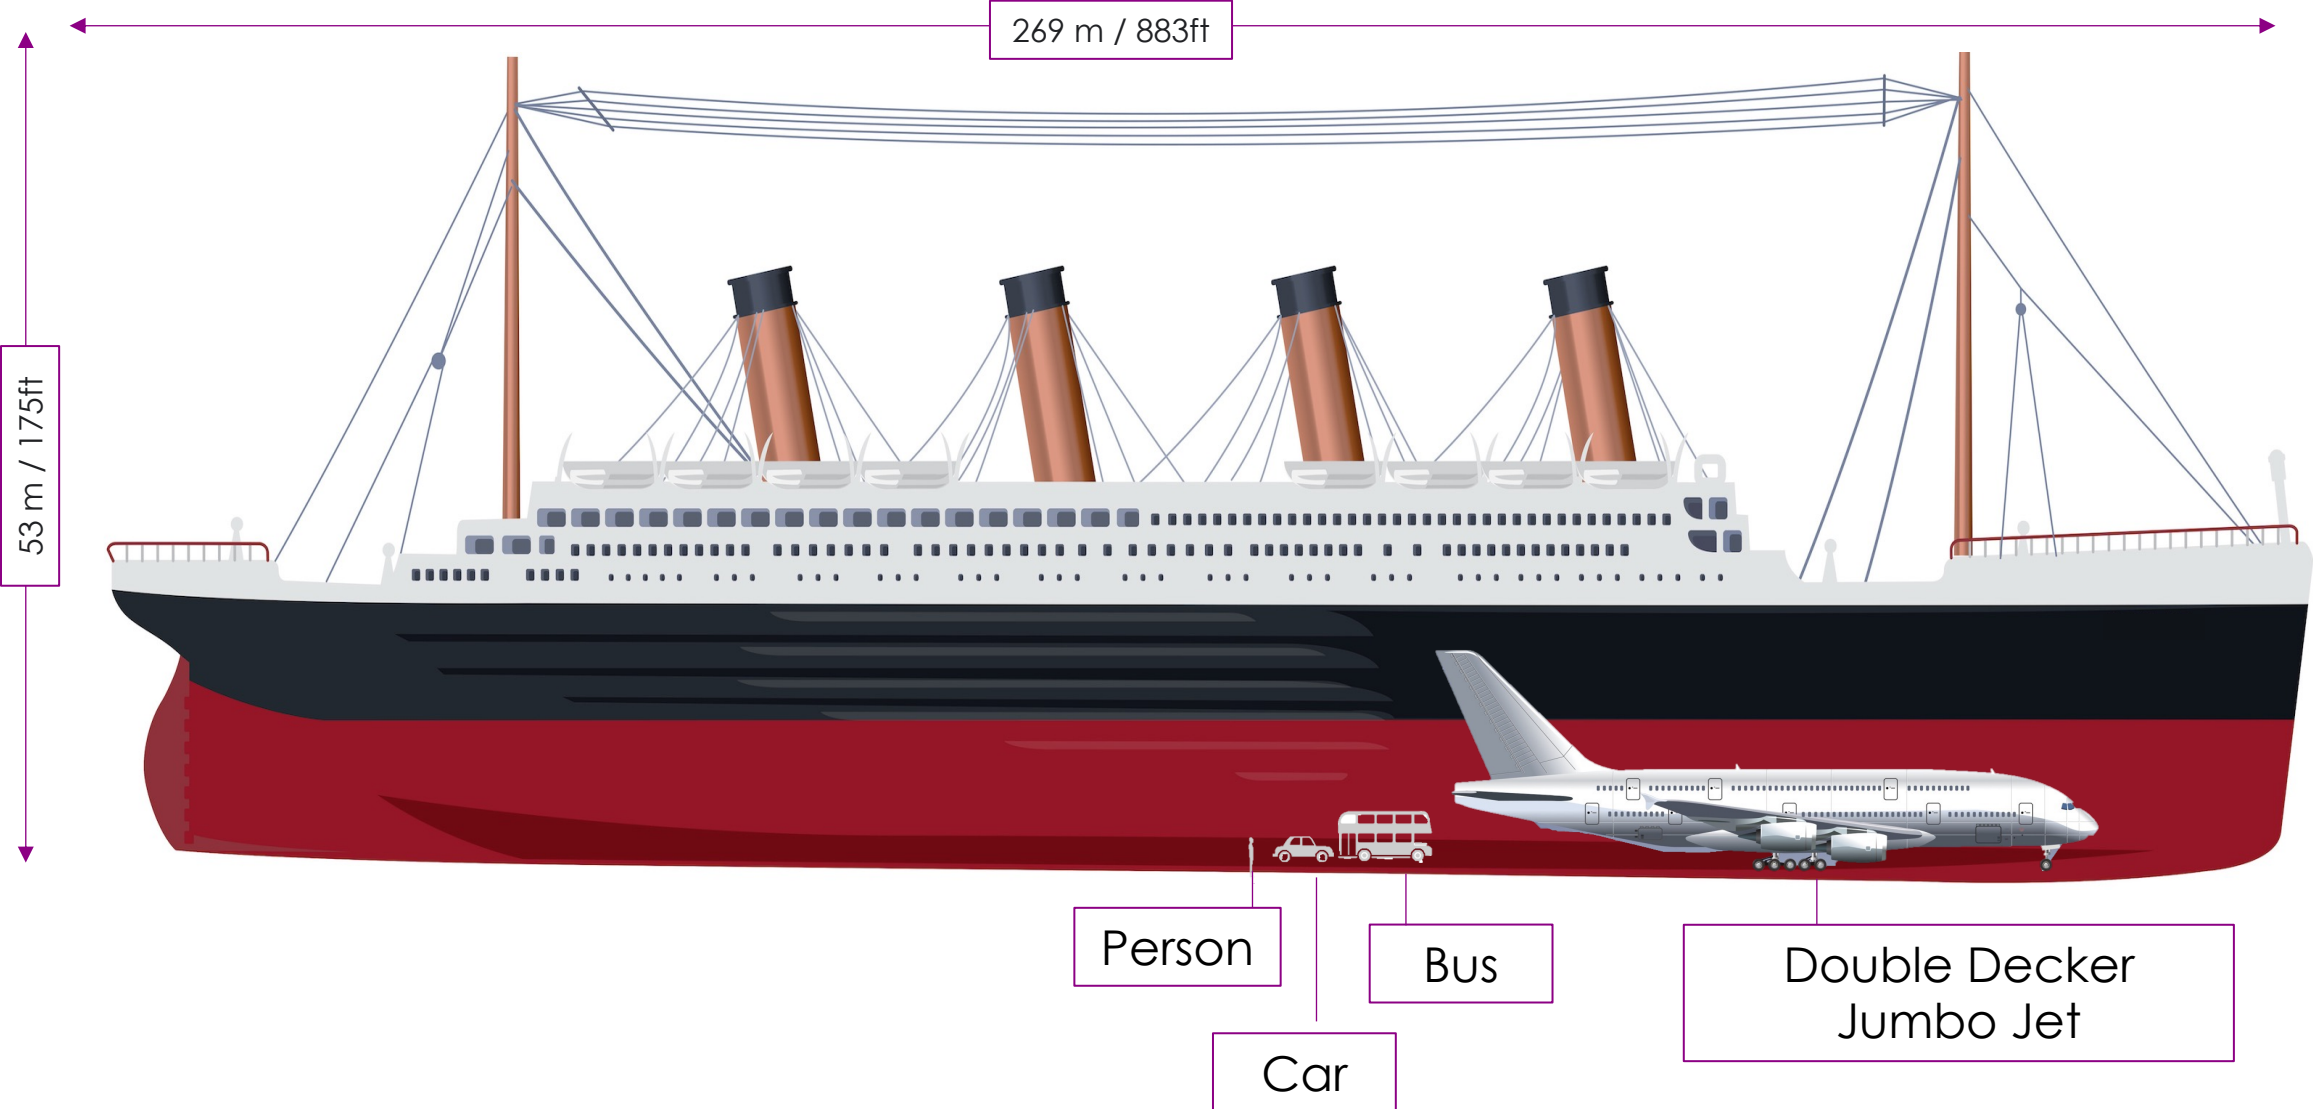 269 m / 883ft
53 m / 175ft
Person
Bus
Double Decker
Jumbo Jet
Car